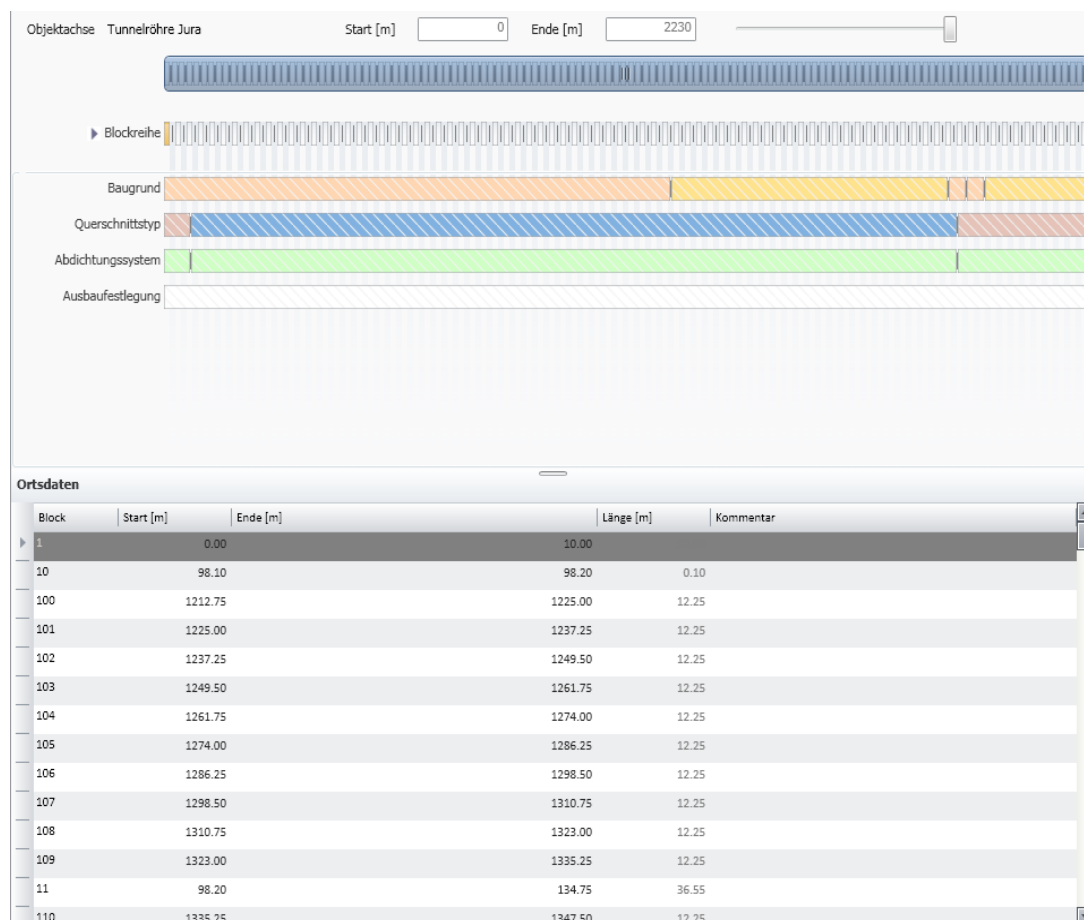 Objektachse Tunnelröhre Jura Start [m] 0 Ende [m] 2230
Blockreihe
Baugrund
Querschnittstyp
Abdichtungssystem
Ausbaufestlegung
Ortsdaten
Block Start [m] Ende [m] Länge [m] Kommentar
1 0.00 10.00
10 98.10 98.20 0.10
100 1212.75 1225.00 12.25
101 1225.00 1237.25 12.25
102 1237.25 1249.50 12.25
103 1249.50 1261.75 12.25
104 1261.75 1274.00 12.25
105 1274.00 1286.25 12.25
106 1286.25 1298.50 12.25
107 1298.50 1310.75 12.25
108 1310.75 1323.00 12.25
109 1323.00 1335.25 12.25
11 98.20 134.75 36.55
110 1335.25 1347.50 12.25